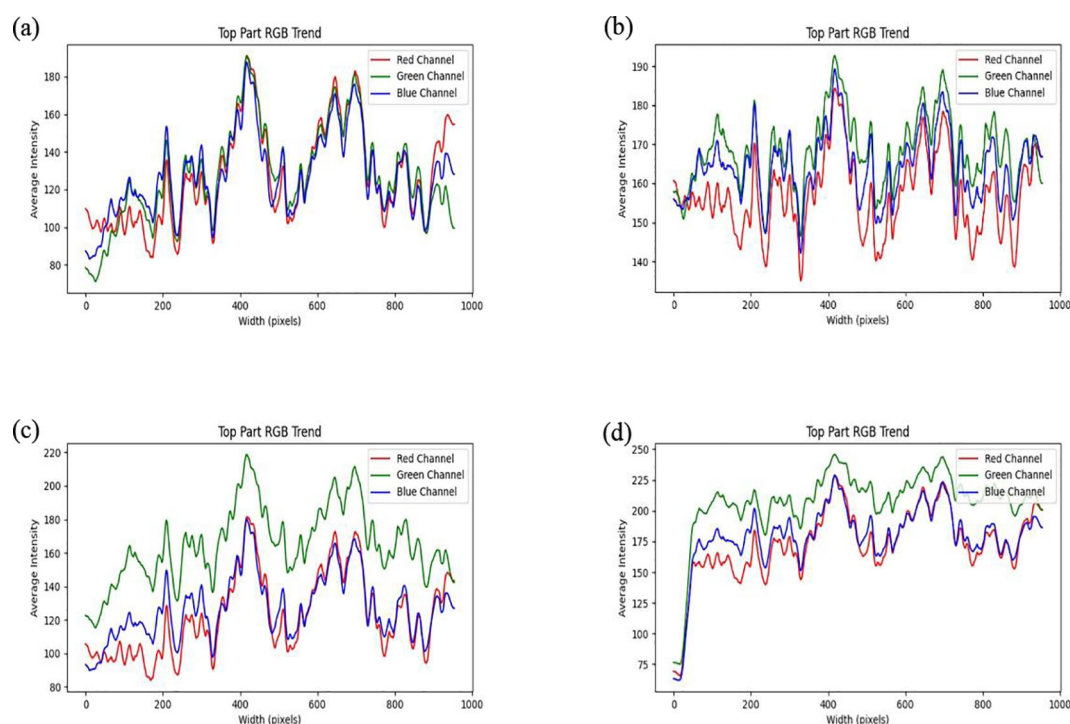 (a)
Top Part RGB Trend
Red Channel
Green Channel
Blue Channel
180
160
140
120
100
80
Average Intensity
0 200 400 600 800 1000
Width (pixels)
(b)
Top Part RGB Trend
Red Channel
Green Channel
Blue Channel
190
180
170
160
150
140
Average Intensity
0 200 400 600 800 1000
Width (pixels)
(c)
Top Part RGB Trend
Red Channel
Green Channel
Blue Channel
220
200
180
160
140
120
100
80
Average Intensity
0 200 400 600 800 1000
Width (pixels)
(d)
Top Part RGB Trend
Red Channel
Green Channel
Blue Channel
250
225
200
175
150
125
100
75
Average Intensity
0 200 400 600 800 1000
Width (pixels)